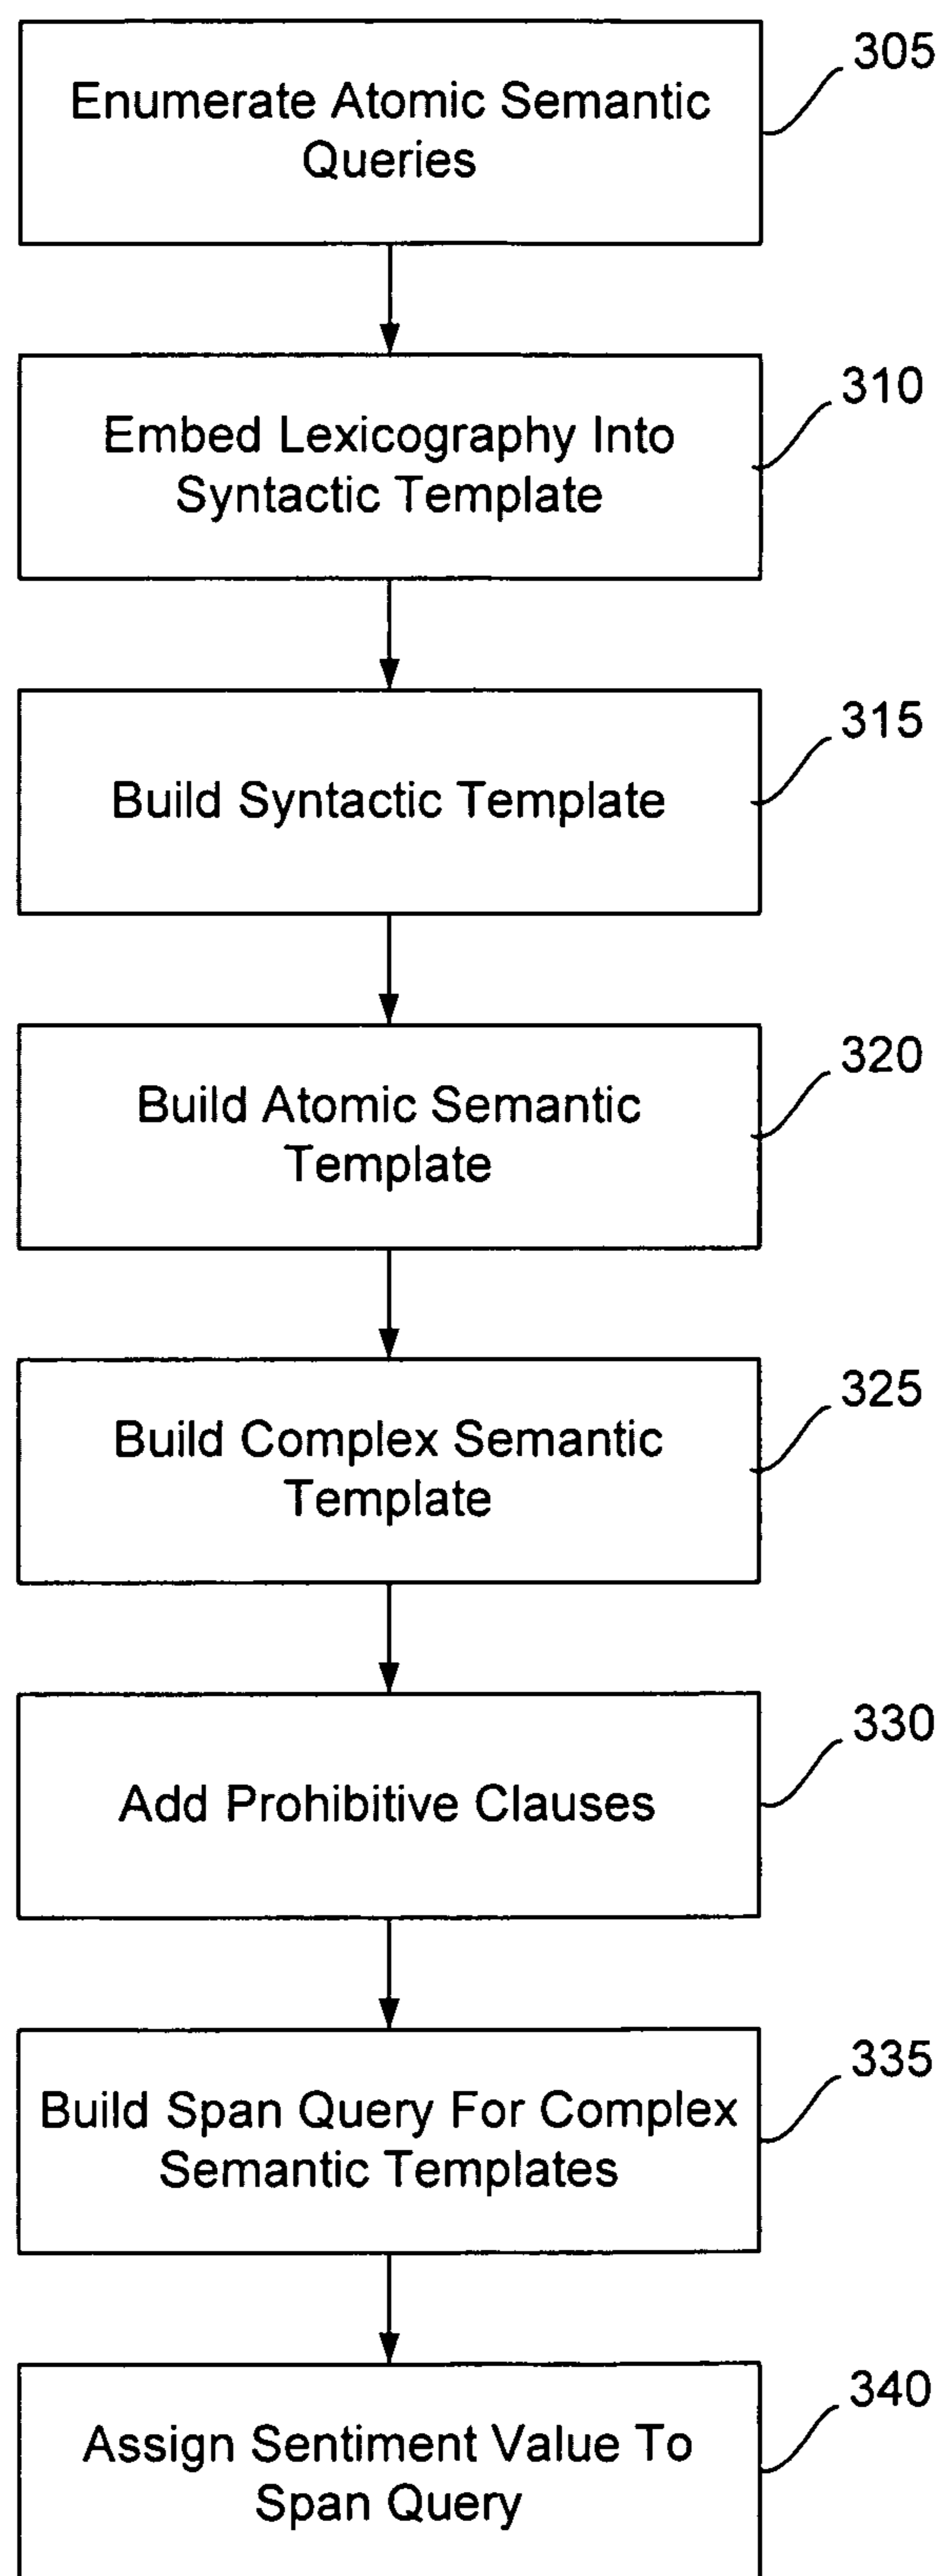 Enumerate Atomic Semantic
Queries
305
Embed Lexicography Into
Syntactic Template
310
Build Syntactic Template
315
Build Atomic Semantic
Template
320
Build Complex Semantic
Template
325
Add Prohibitive Clauses
330
Build Span Query For Complex
Semantic Templates
335
Assign Sentiment Value To
Span Query
340